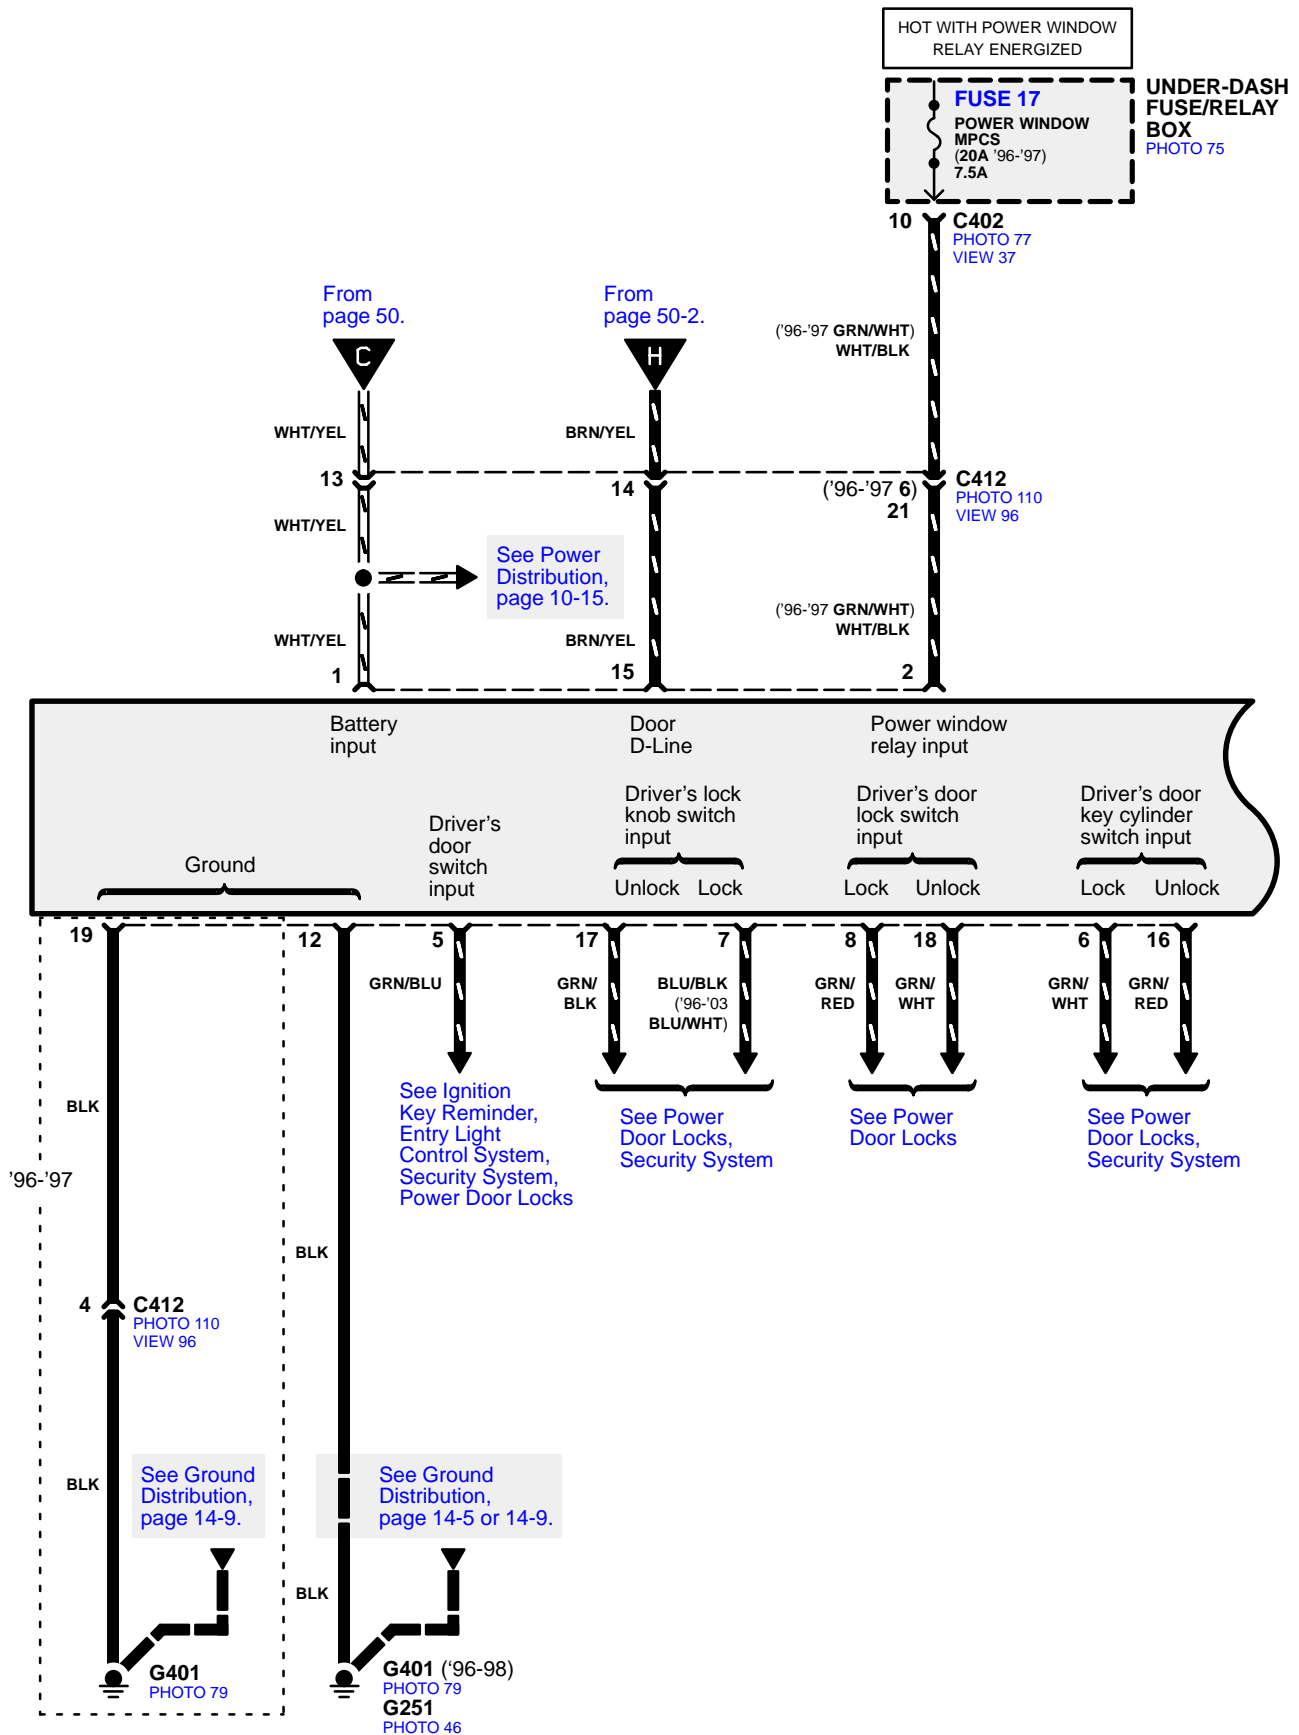 HOT WITH POWER WINDOW
RELAY ENERGIZED
FUSE 17
POWER WINDOW
MPCS
(20A '96-'97)
7.5A
UNDER-DASH
FUSE/RELAY
BOX
PHOTO 75
10
C402
PHOTO 77
VIEW 37
From
page 50.
C
From
page 50-2.
H
('96-'97 GRN/WHT)
WHT/BLK
WHT/YEL
BRN/YEL
13
14
('96-'97 6)
21
C412
PHOTO 110
VIEW 96
WHT/YEL
See Power
Distribution,
page 10-15.
('96-'97 GRN/WHT)
WHT/BLK
WHT/YEL
BRN/YEL
1
15
2
Battery
input
Door
D-Line
Power window
relay input
Ground
Driver's
door
switch
input
Driver's lock
knob switch
input
Unlock Lock
Driver's door
lock switch
input
Lock Unlock
Driver's door
key cylinder
switch input
Lock Unlock
19
12
5
17
7
8
18
6
16
GRN/BLU
GRN/
BLK
BLU/BLK
('96-'03
BLU/WHT)
GRN/
RED
GRN/
WHT
GRN/
WHT
GRN/
RED
See Ignition
Key Reminder,
Entry Light
Control System,
Security System,
Power Door Locks
See Power
Door Locks,
Security System
See Power
Door Locks
See Power
Door Locks,
Security System
BLK
'96-'97
BLK
4
C412
PHOTO 110
VIEW 96
BLK
See Ground
Distribution,
page 14-9.
See Ground
Distribution,
page 14-5 or 14-9.
BLK
G401
PHOTO 79
G401 ('96-98)
PHOTO 79
G251
PHOTO 46